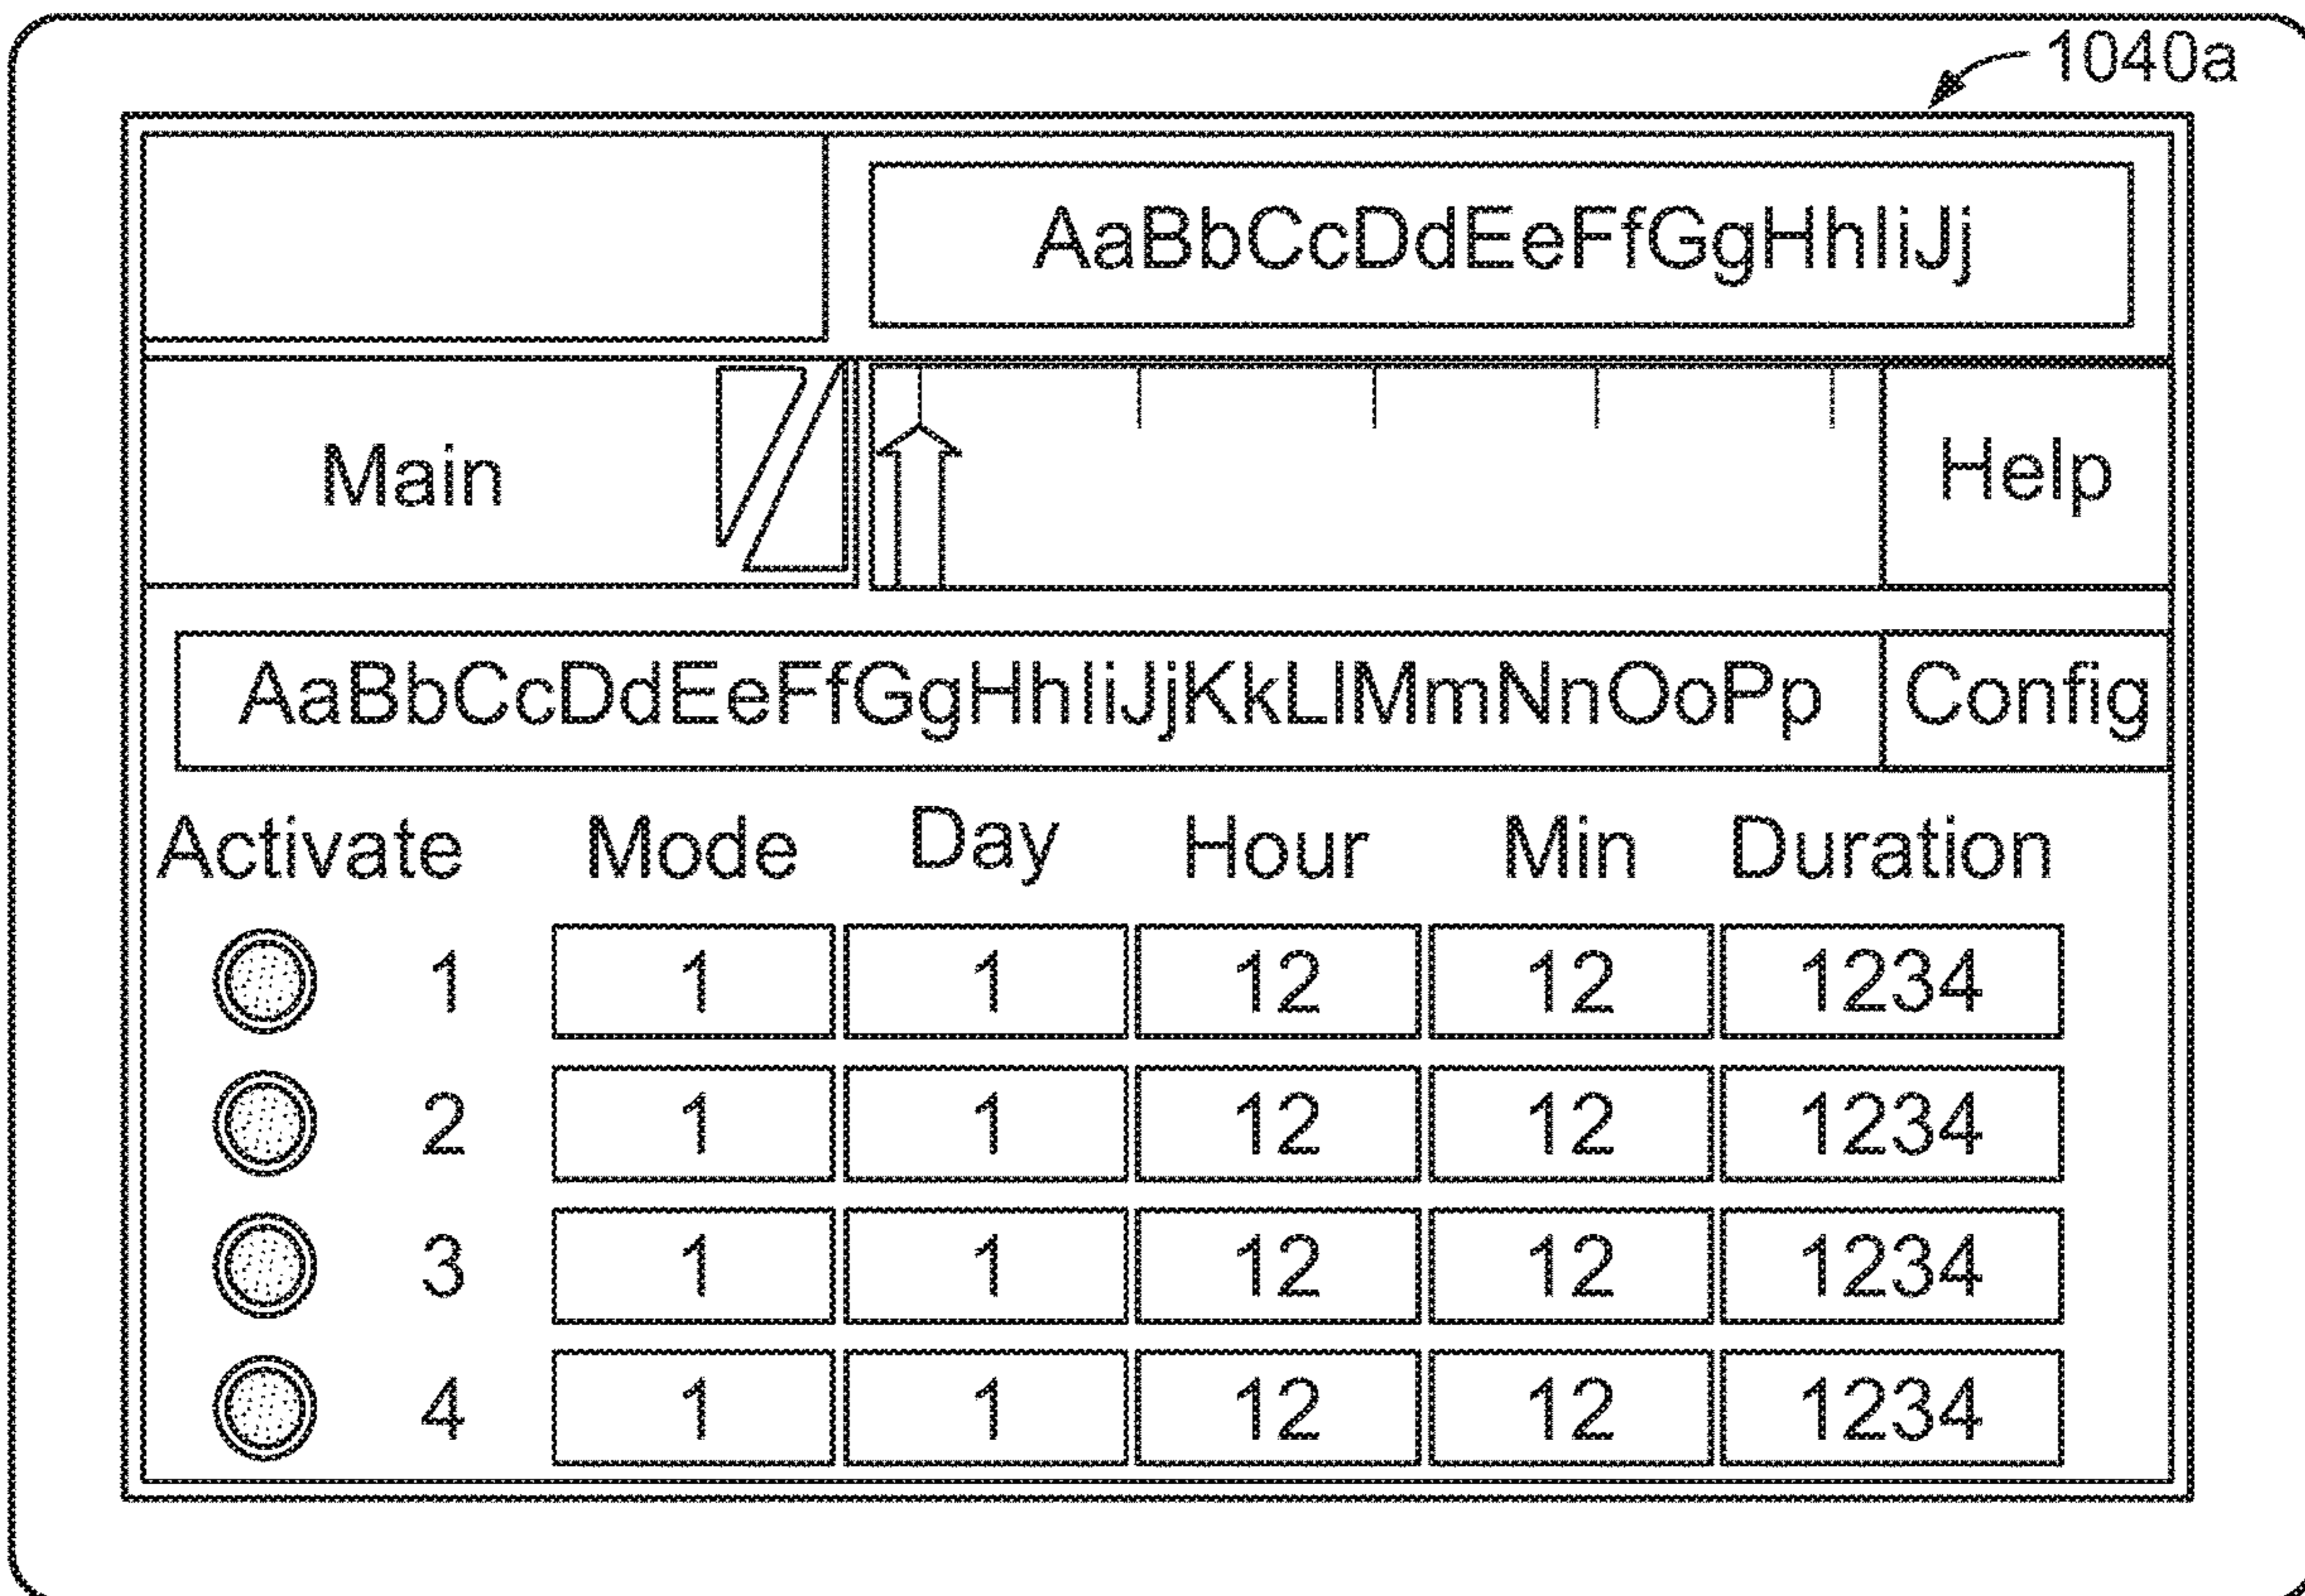 1040a
AaBbCcDdEeFfGgHhIiJj
Main Help
AaBbCcDdEeFfGgHhIiJjKkLlMmNnOoPp Config
Activate Mode Day Hour Min Duration
1 1 1 12 12 1234
2 1 1 12 12 1234
3 1 1 12 12 1234
4 1 1 12 12 1234